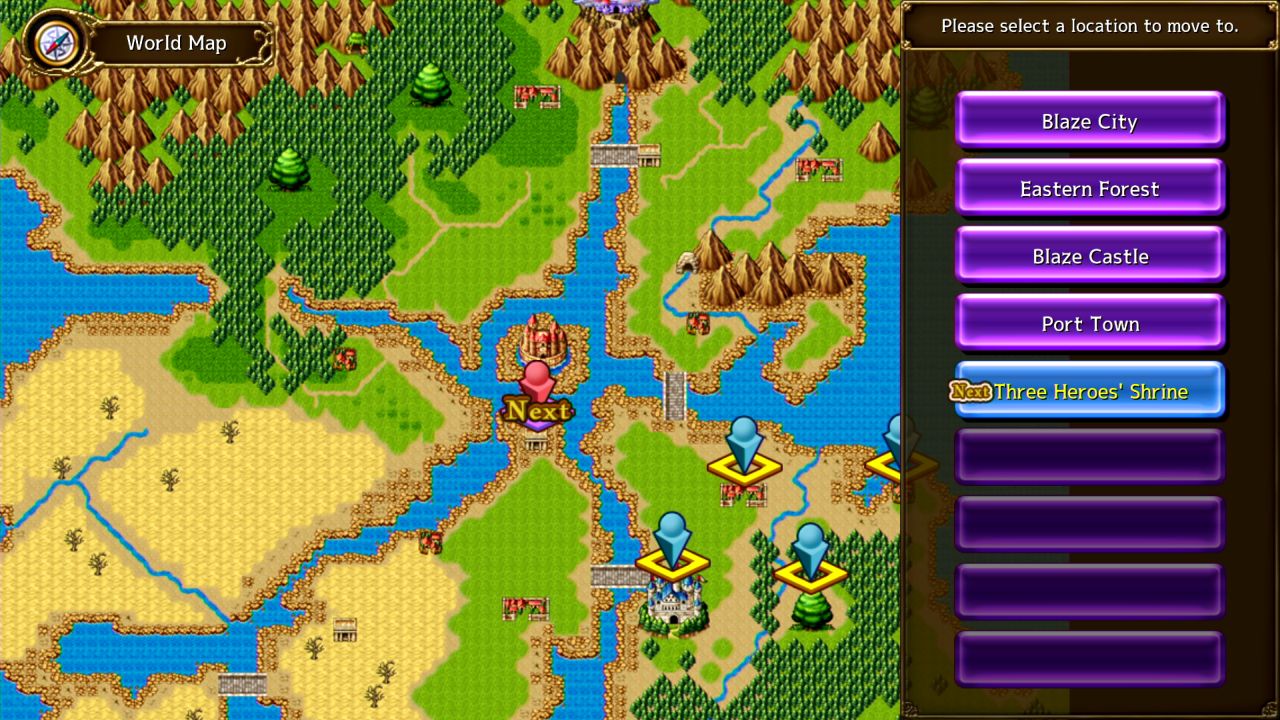 World Map
Please select a location to move to.
Blaze City
Eastern Forest
Blaze Castle
Port Town
Next Three Heroes' Shrine
Next